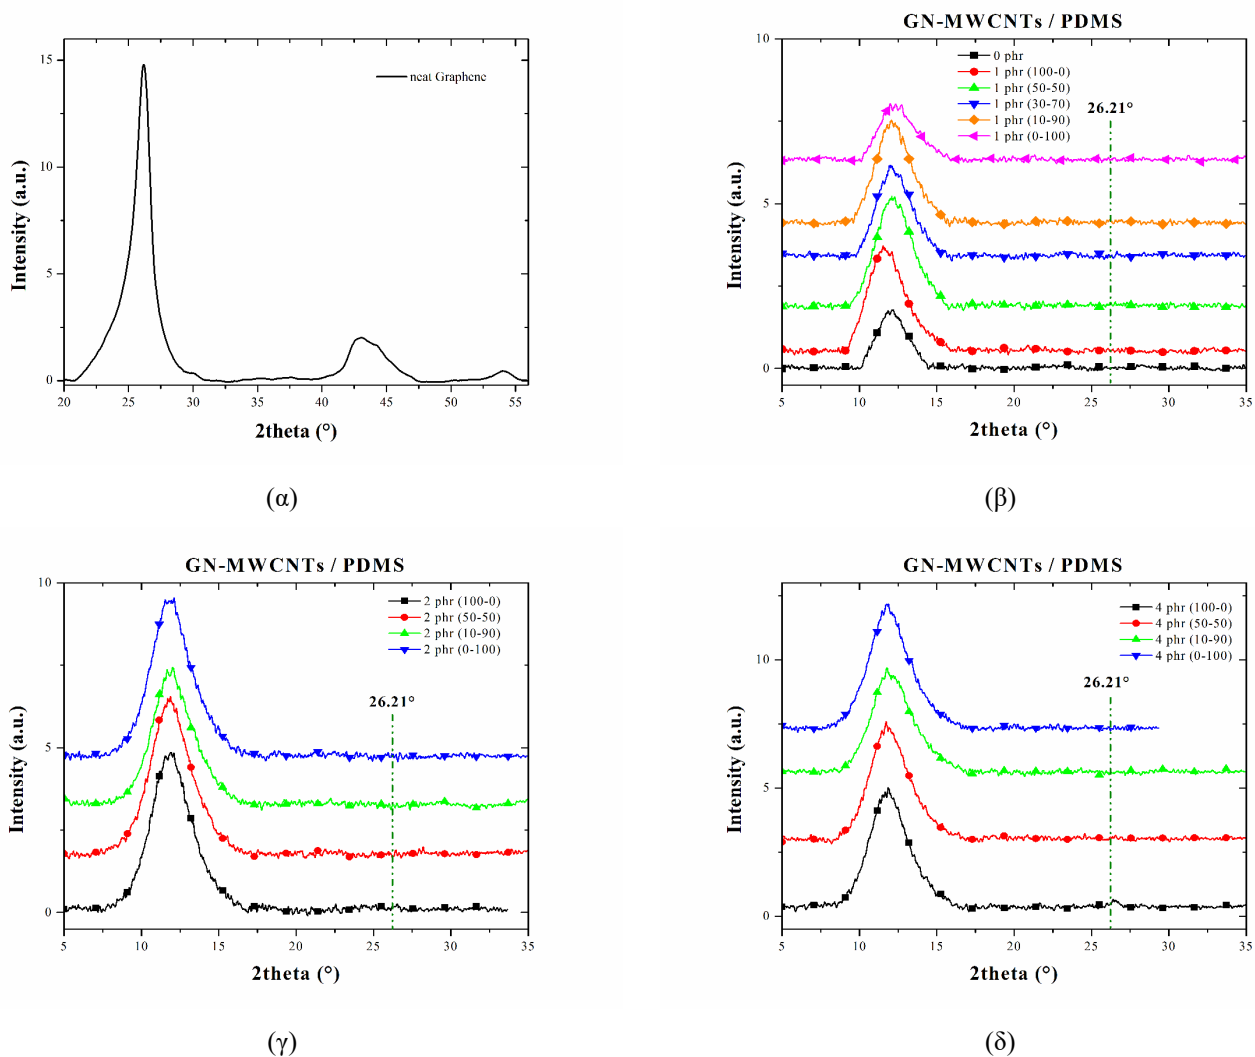 neat Graphene
15
10
5
0
20 25 30 35 40 45 50 55
Intensity (a.u.)
2theta (°)
(α)
GN-MWCNTs / PDMS
0 phr
1 phr (100-0)
1 phr (50-50)
1 phr (30-70)
1 phr (10-90)
1 phr (0-100)
26.21°
10
5
0
5 10 15 20 25 30 35
Intensity (a.u.)
2theta (°)
(β)
GN-MWCNTs / PDMS
2 phr (100-0)
2 phr (50-50)
2 phr (10-90)
2 phr (0-100)
26.21°
10
5
0
5 10 15 20 25 30 35
Intensity (a.u.)
2theta (°)
(γ)
GN-MWCNTs / PDMS
4 phr (100-0)
4 phr (50-50)
4 phr (10-90)
4 phr (0-100)
26.21°
10
5
0
5 10 15 20 25 30 35
Intensity (a.u.)
2theta (°)
(δ)